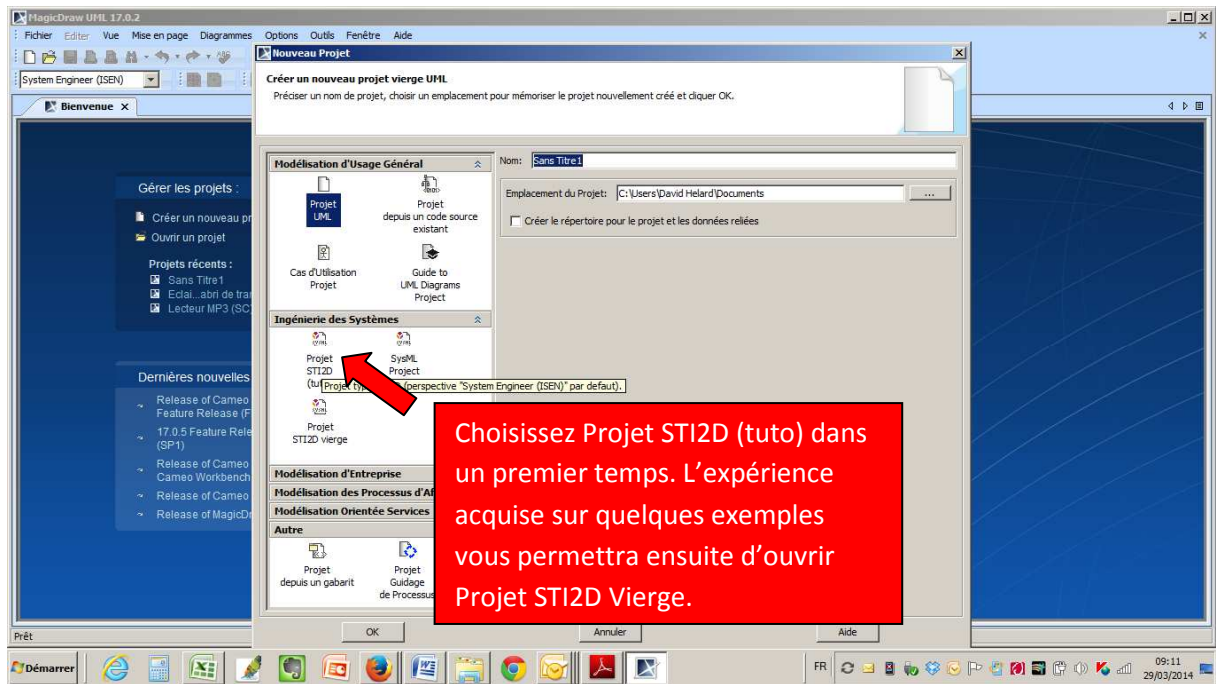 MagicDraw UML 17.0.2
Fichier Editer Vue Mise en page Diagrammes Options Outils Fenêtre Aide
System Engineer (ISEN)
Bienvenue
Gérer les projets :
Créer un nouveau pr
Ouvrir un projet
Projets récents :
Sans Titre1
Eclai...abri de tra
Lecteur MP3 (SC
Dernières nouvelles
Release of Cameo
Feature Release (F
17.0.5 Feature Rele
(SP1)
Release of Cameo
Cameo Workbench
Release of Cameo
Release of MagicDr
Nouveau Projet
Créer un nouveau projet vierge UML
Préciser un nom de projet, choisir un emplacement pour mémoriser le projet nouvellement créé et cliquer OK.
Modélisation d'Usage Général
Projet
UML
Projet
depuis un code source
existant
Cas d'Utilisation
Projet
Guide to
UML Diagrams
Project
Ingénierie des Systèmes
Projet
STI2D
(tut
SysML
Project
Projet typ (perspective "System Engineer (ISEN)" par defaut).
Projet
STI2D vierge
Modélisation d'Entreprise
Modélisation des Processus d'Af
Modélisation Orientée Services
Autre
Projet
depuis un gabarit
Projet
Guidage
de Processus
Nom: Sans Titre1
Emplacement du Projet: C:\Users\David Helard\Documents ...
Créer le répertoire pour le projet et les données reliées
Choisissez Projet STI2D (tuto) dans
un premier temps. L'expérience
acquise sur quelques exemples
vous permettra ensuite d'ouvrir
Projet STI2D Vierge.
OK Annuler Aide
Prêt
Démarrer
FR
09:11
29/03/2014